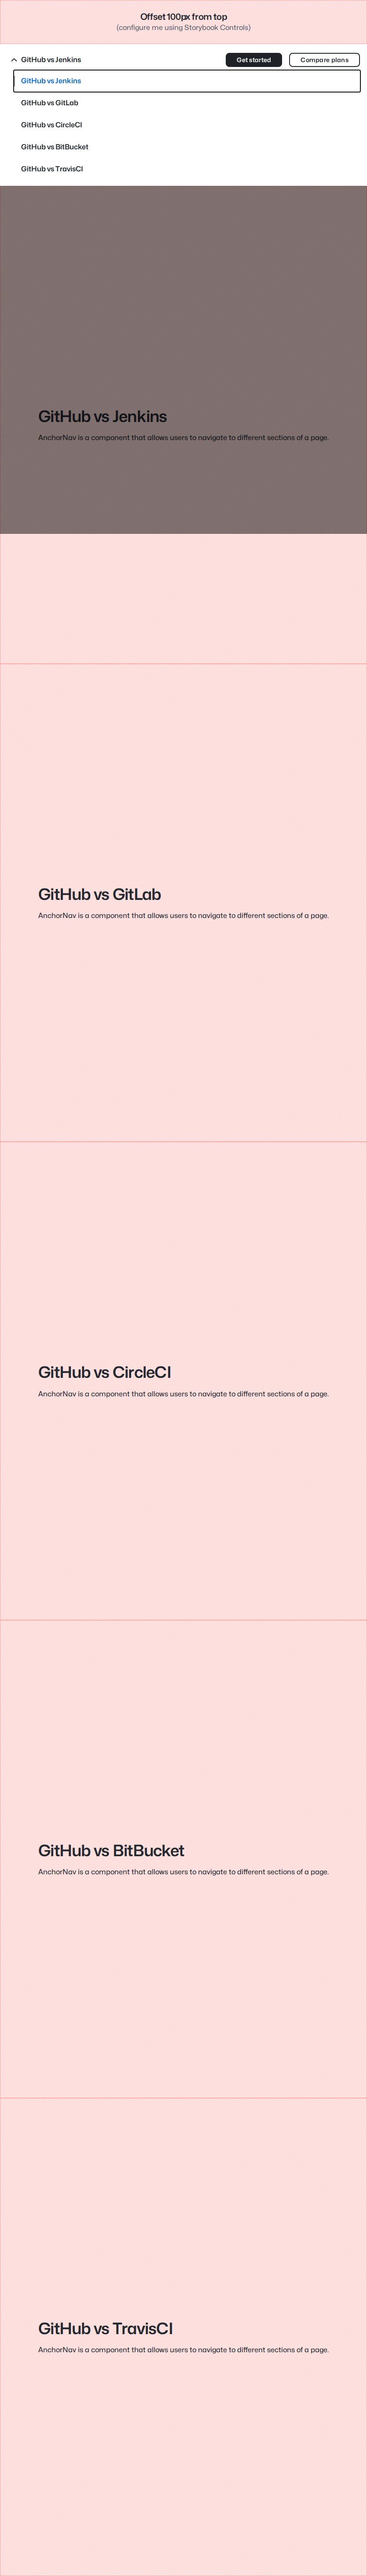 Offset 100px from top
(configure me using Storybook Controls)
GitHub vs Jenkins
Get started
Compare plans
GitHub vs Jenkins
GitHub vs GitLab
GitHub vs CircleCI
GitHub vs BitBucket
GitHub vs TravisCI
GitHub vs Jenkins
AnchorNav is a component that allows users to navigate to different sections of a page.
GitHub vs GitLab
AnchorNav is a component that allows users to navigate to different sections of a page.
GitHub vs CircleCI
AnchorNav is a component that allows users to navigate to different sections of a page.
GitHub vs BitBucket
AnchorNav is a component that allows users to navigate to different sections of a page.
GitHub vs TravisCI
AnchorNav is a component that allows users to navigate to different sections of a page.